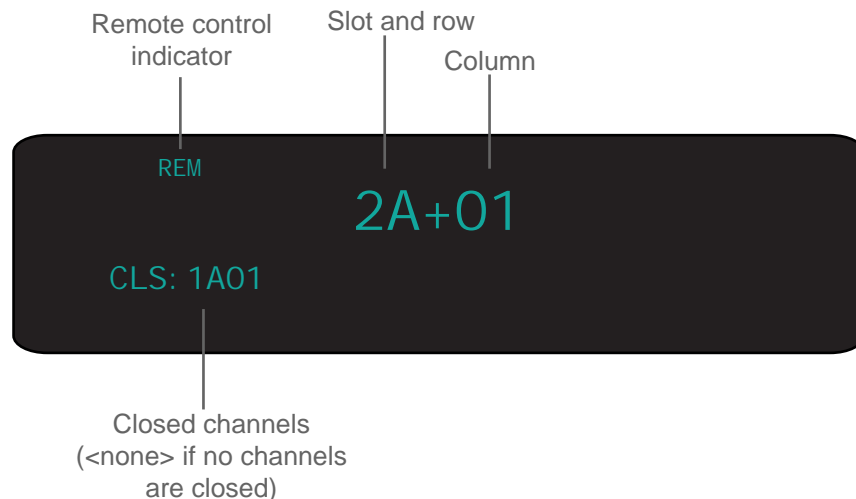 Remote control
indicator
Slot and row
Column
REM
2A+01
CLS: 1A01
Closed channels
(<none> if no channels
are closed)